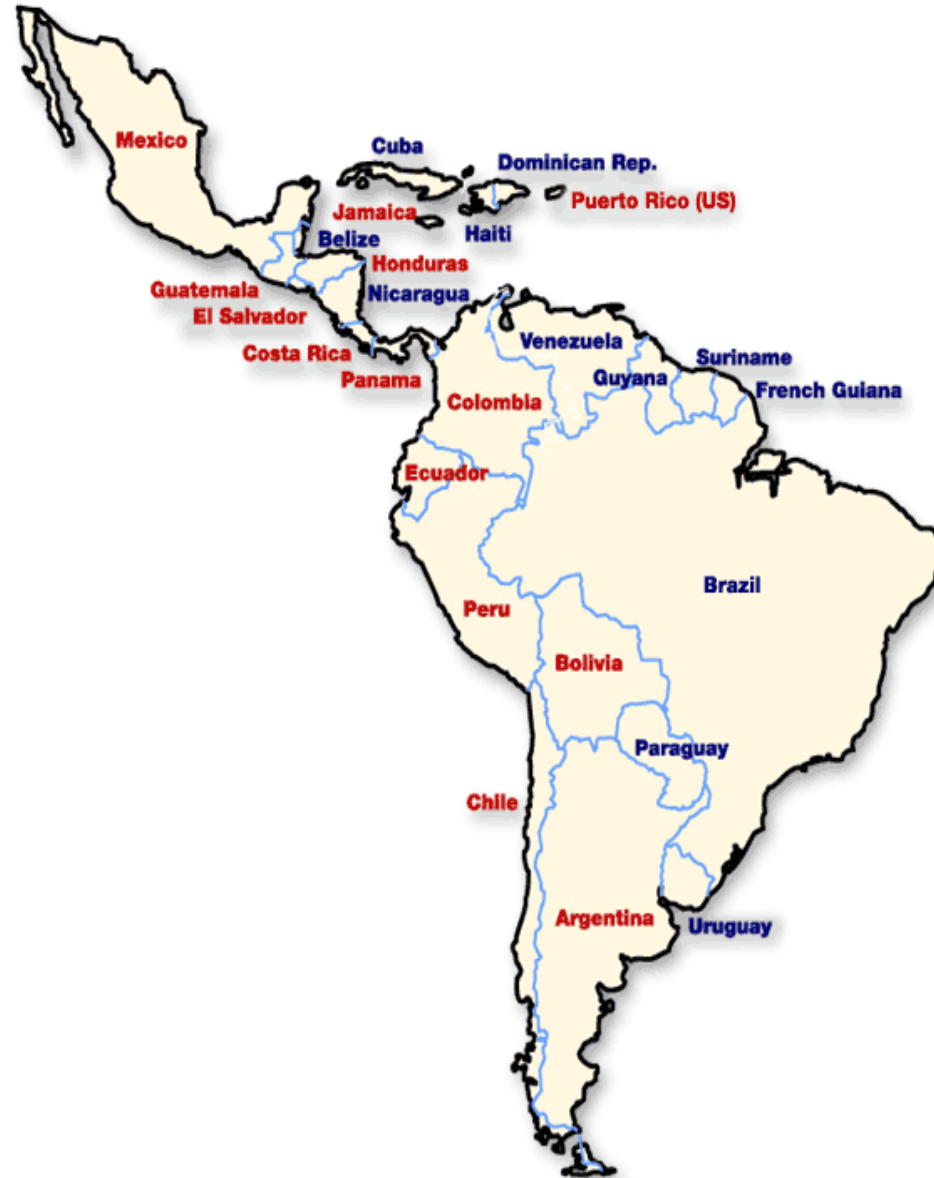 Mexico
Cuba
Dominican Rep.
Puerto Rico (US)
Jamaica
Haiti
Belize
Honduras
Guatemala
Nicaragua
El Salvador
Costa Rica
Panama
Venezuela
Suriname
Guyana
French Guiana
Colombia
Ecuador
Brazil
Peru
Bolivia
Paraguay
Chile
Argentina
Uruguay